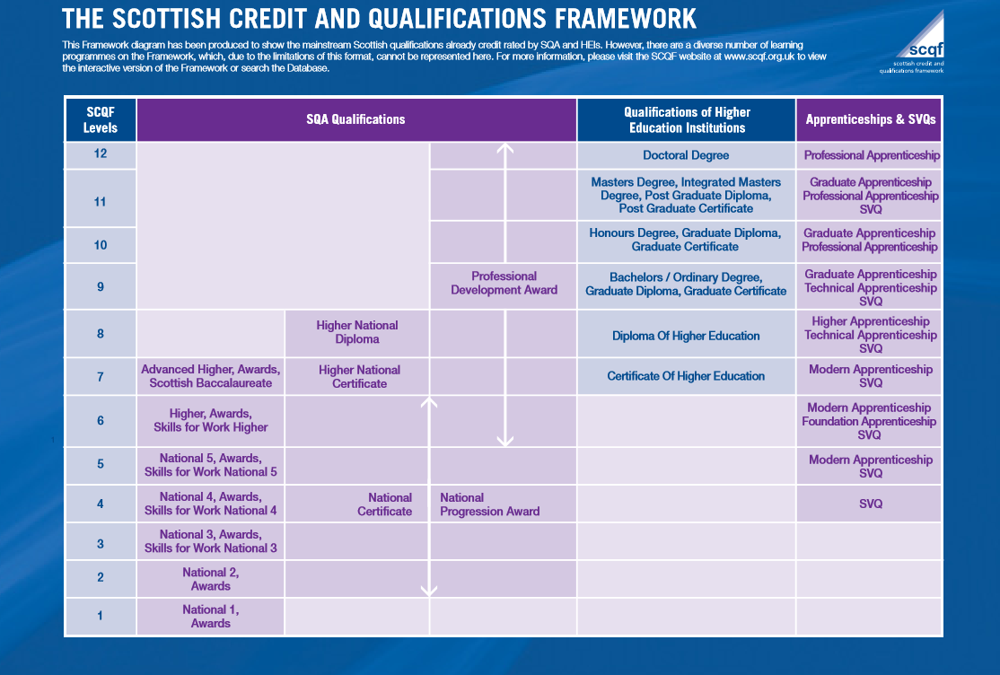 THE SCOTTISH CREDIT AND QUALIFICATIONS FRAMEWORK
This Framework diagram has been produced to show the mainstream Scottish qualifications already credit rated by SQA and HEIs. However, there are a diverse number of learning
programmes on the Framework, which, due to the limitations of this format, cannot be represented here. For more information, please visit the SCQF website at www.scqf.org.uk to view
the interactive version of the Framework or search the Database.
scqf
scottish credit and
qualifications framework
SCQF
Levels
SQA Qualifications
Qualifications of Higher
Education Institutions
Apprenticeships & SVQs
12
Doctoral Degree
Professional Apprenticeship
11
Masters Degree, Integrated Masters
Degree, Post Graduate Diploma,
Post Graduate Certificate
Graduate Apprenticeship
Professional Apprenticeship
SVQ
10
Honours Degree, Graduate Diploma,
Graduate Certificate
Graduate Apprenticeship
Professional Apprenticeship
9
Professional
Development Award
Bachelors / Ordinary Degree,
Graduate Diploma, Graduate Certificate
Graduate Apprenticeship
Technical Apprenticeship
SVQ
8
Higher National
Diploma
Diploma Of Higher Education
Higher Apprenticeship
Technical Apprenticeship
SVQ
7
Advanced Higher, Awards,
Scottish Baccalaureate
Higher National
Certificate
Certificate Of Higher Education
Modern Apprenticeship
SVQ
6
Higher, Awards,
Skills for Work Higher
Modern Apprenticeship
Foundation Apprenticeship
SVQ
5
National 5, Awards,
Skills for Work National 5
Modern Apprenticeship
SVQ
4
National 4, Awards,
Skills for Work National 4
National
Certificate
National
Progression Award
SVQ
3
National 3, Awards,
Skills for Work National 3
2
National 2,
Awards
1
National 1,
Awards